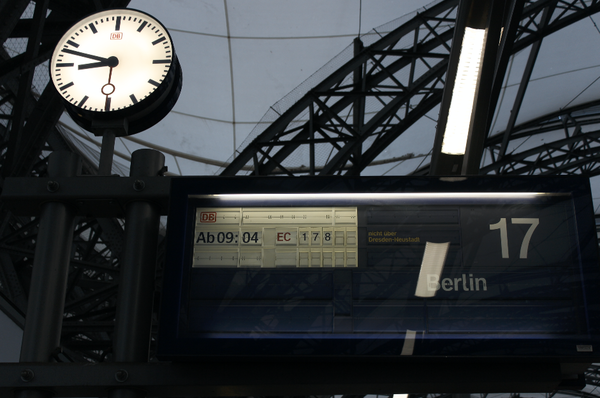 DB
DB
Ab 09:04 EC 178
nicht über
Dresden-Neustadt
17
Berlin